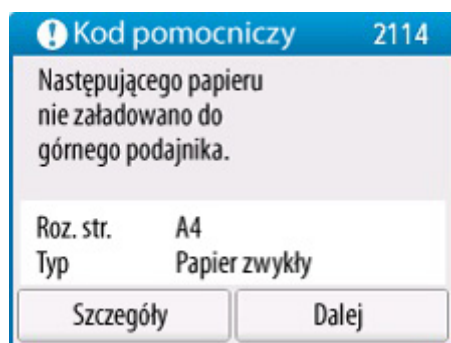 Kod pomocniczy 2114
Następującego papieru
nie załadowano do
górnego podajnika.
Roz. str. A4
Typ Papier zwykły
Szczegóły Dalej